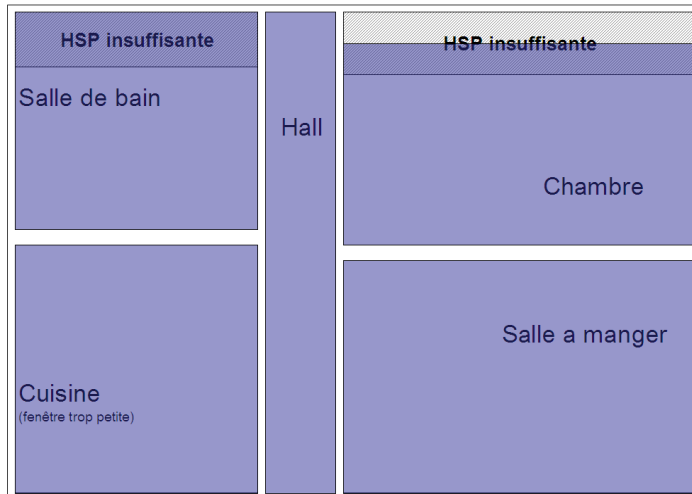 HSP insuffisante
HSP insuffisante
Salle de bain
Hall
Chambre
Salle a manger
Cuisine
(fenêtre trop petite)